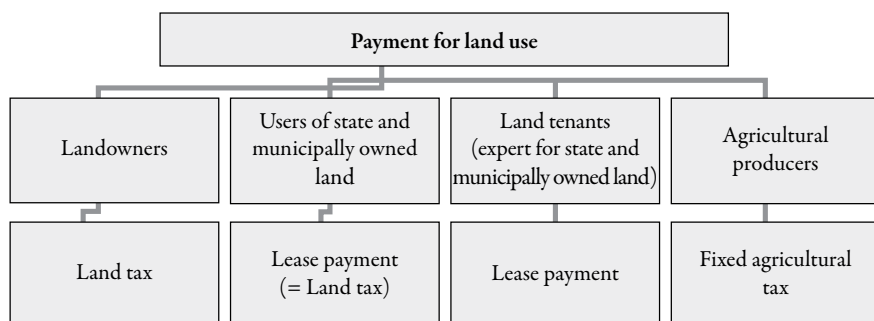 Payment for land use
Landowners
Users of state and
municipally owned
land
Land tenants
(expert for state and
municipally owned land)
Agricultural
producers
Land tax
Lease payment
(= Land tax)
Lease payment
Fixed agricultural
tax